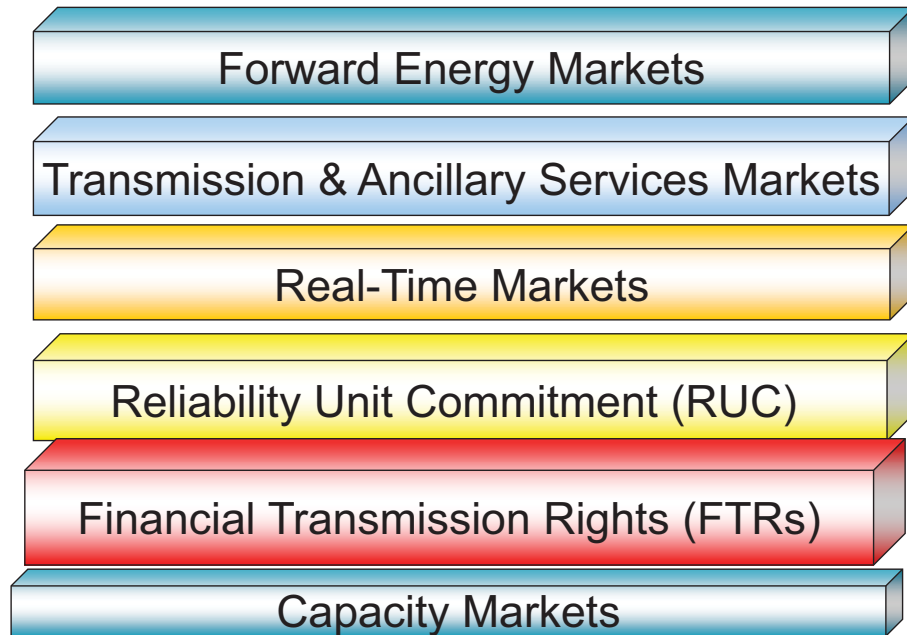 Forward Energy Markets
Transmission & Ancillary Services Markets
Real-Time Markets
Reliability Unit Commitment (RUC)
Financial Transmission Rights (FTRs)
Capacity Markets